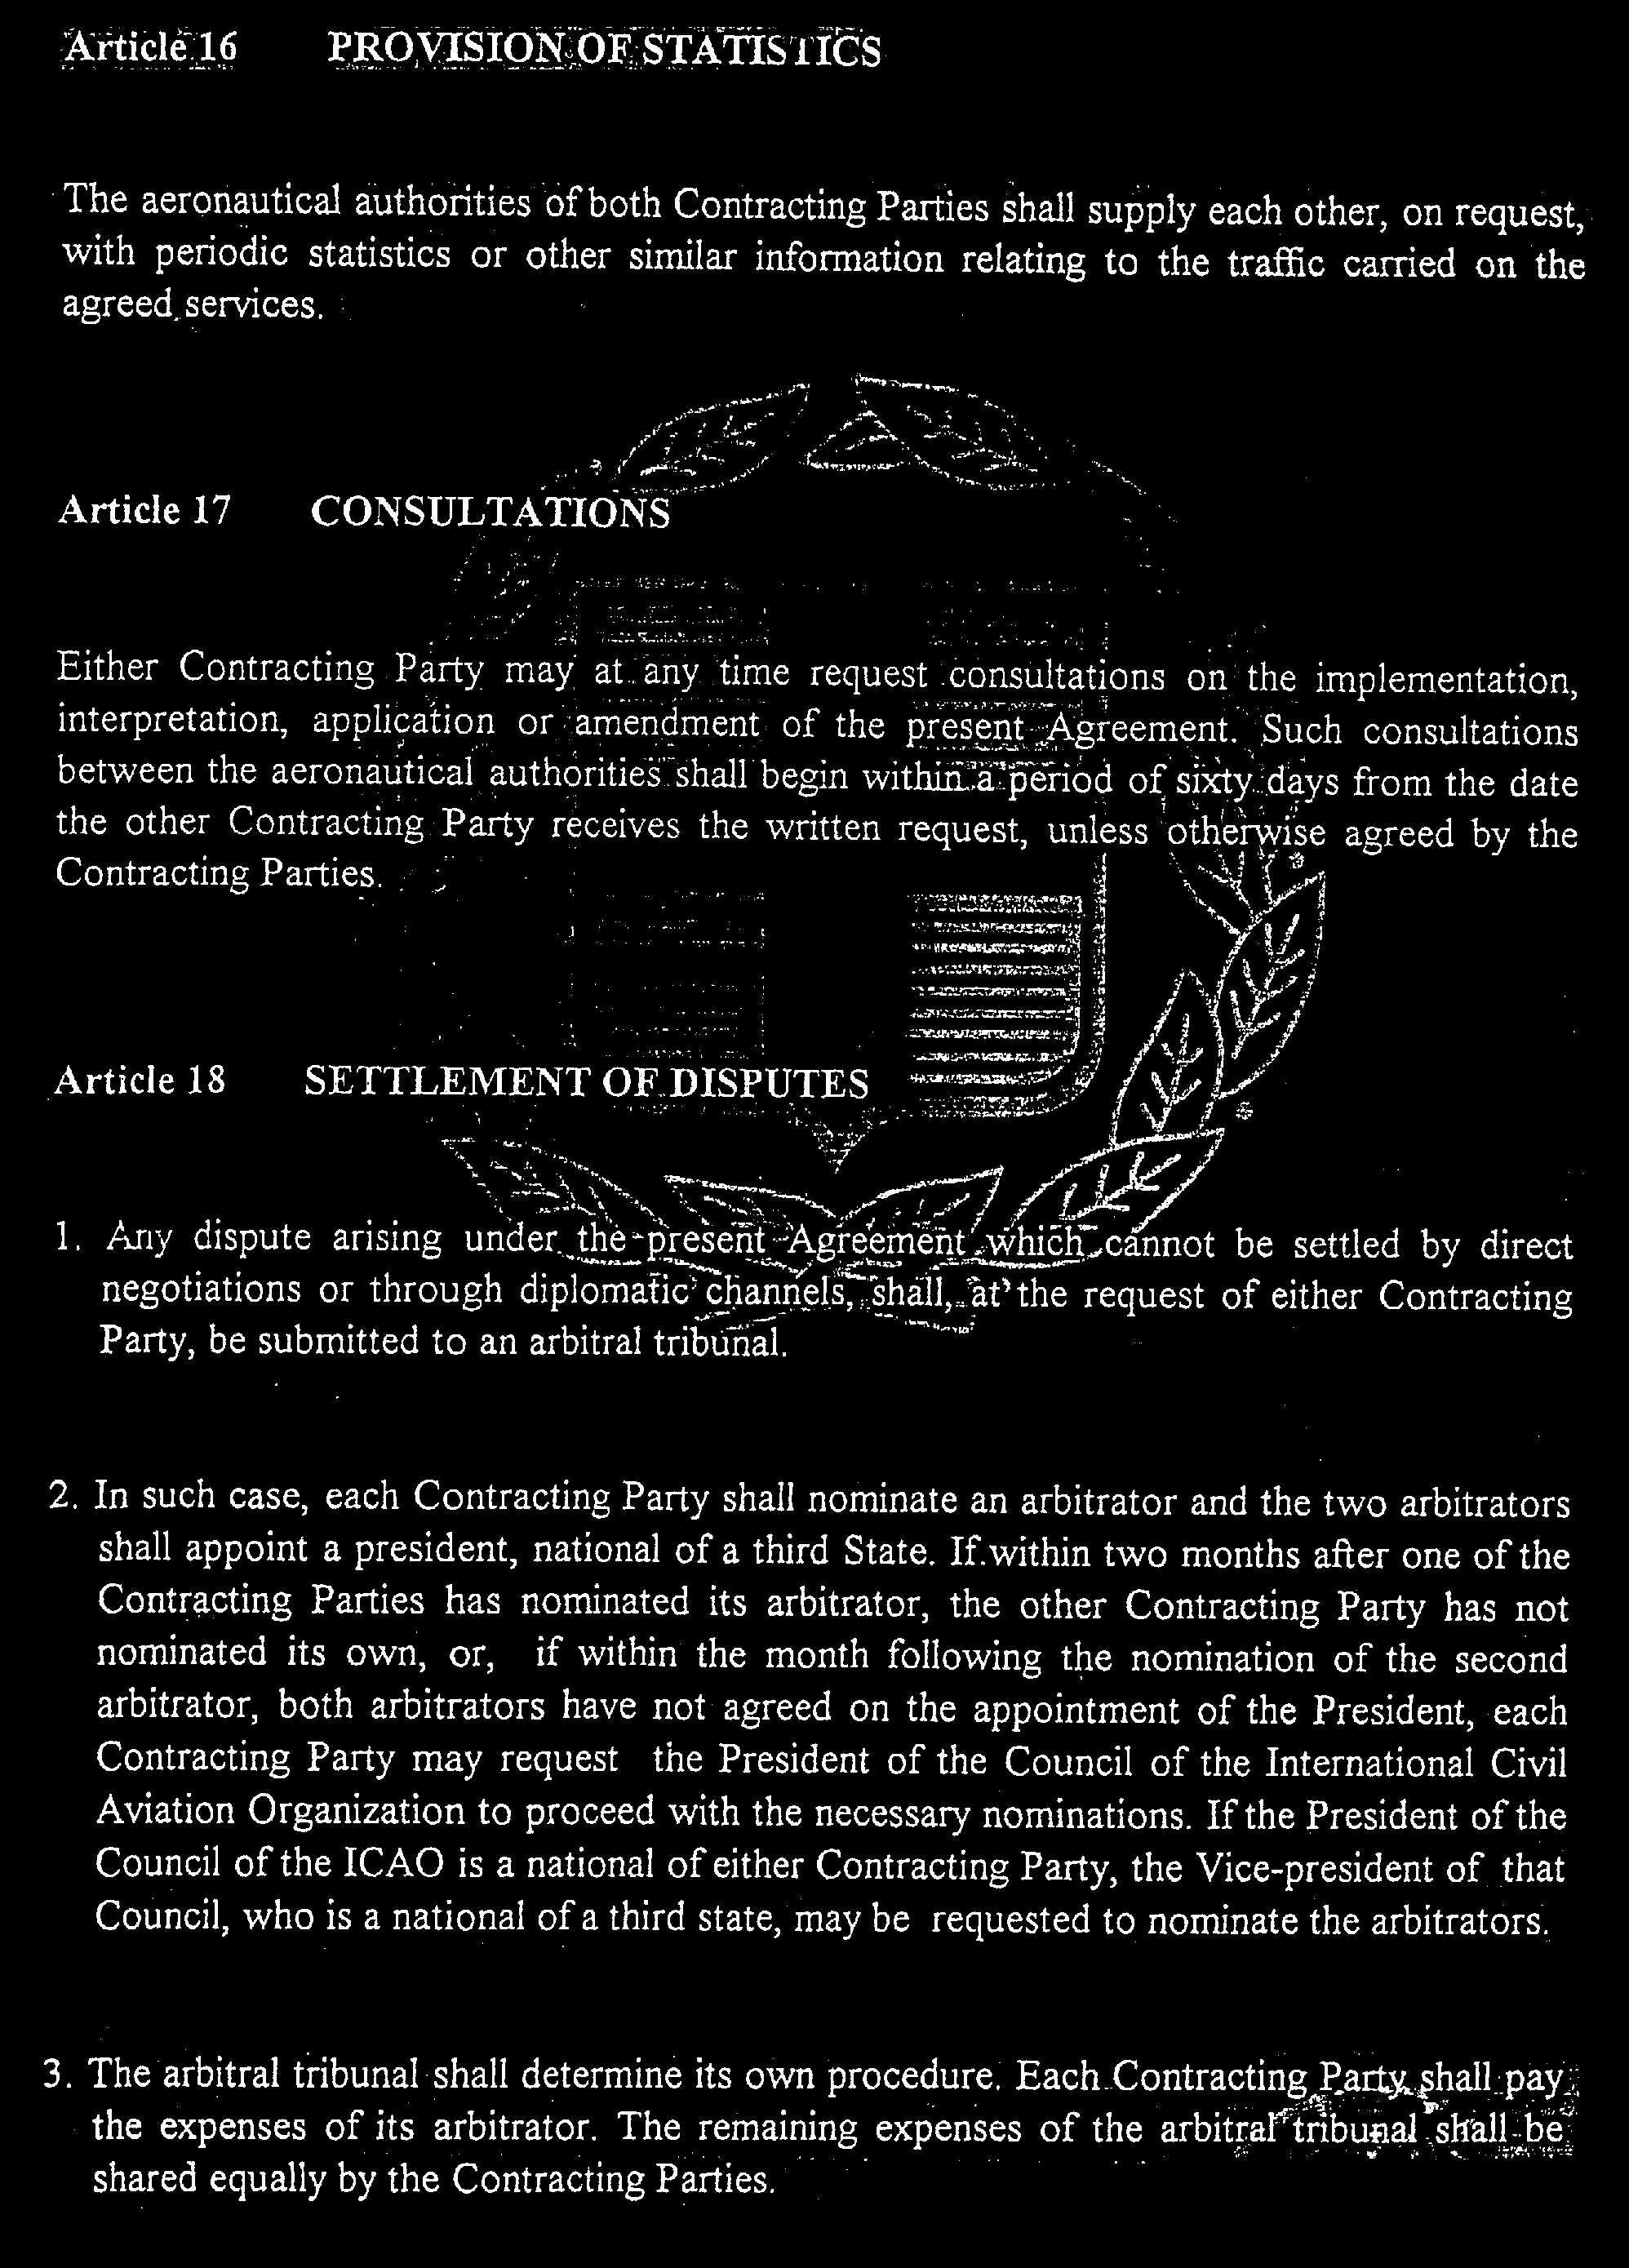 Article 16 PROVISION OF STATISTICS
The aeronautical authorities of both Contracting Parties shall supply each other, on request,
with periodic statistics or other similar information relating to the traffic carried on the
agreed services.
Article 17 CONSULTATIONS
Either Contracting Party may at any time request consultations on the implementation,
interpretation, application or amendment of the present Agreement. Such consultations
between the aeronautical authorities shall begin within a period of sixty days from the date
the other Contracting Party receives the written request, unless otherwise agreed by the
Contracting Parties.
Article 18 SETTLEMENT OF DISPUTES
1. Any dispute arising under the present Agreement which cannot be settled by direct
negotiations or through diplomatic channels, shall, at the request of either Contracting
Party, be submitted to an arbitral tribunal.
2. In such case, each Contracting Party shall nominate an arbitrator and the two arbitrators
shall appoint a president, national of a third State. If within two months after one of the
Contracting Parties has nominated its arbitrator, the other Contracting Party has not
nominated its own, or, if within the month following the nomination of the second
arbitrator, both arbitrators have not agreed on the appointment of the President, each
Contracting Party may request the President of the Council of the International Civil
Aviation Organization to proceed with the necessary nominations. If the President of the
Council of the ICAO is a national of either Contracting Party, the Vice-president of that
Council, who is a national of a third state, may be requested to nominate the arbitrators.
3. The arbitral tribunal shall determine its own procedure. Each Contracting Party shall pay
the expenses of its arbitrator. The remaining expenses of the arbitral tribunal shall be
shared equally by the Contracting Parties.